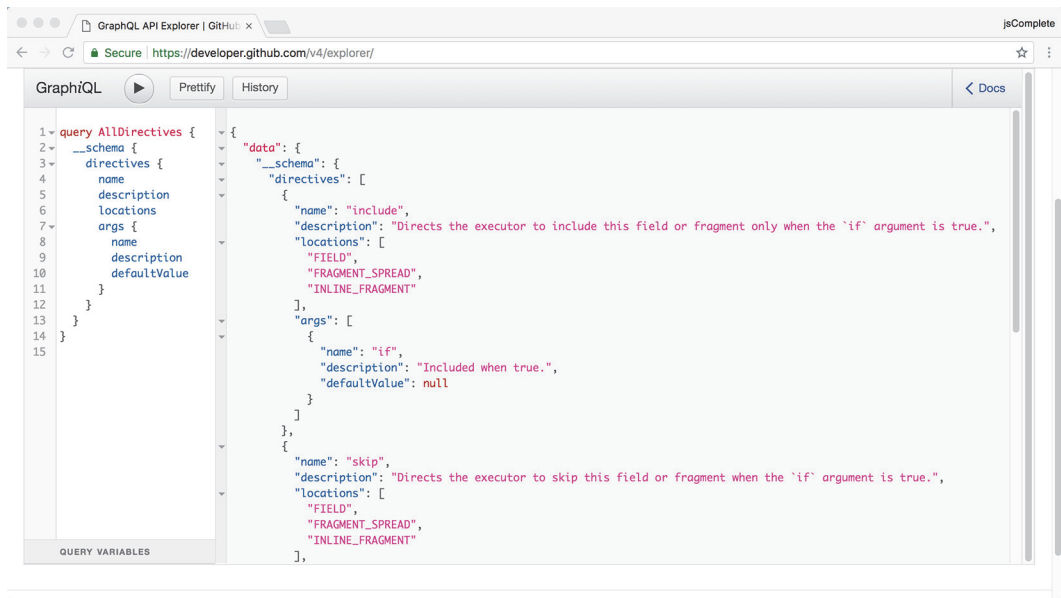 GraphQL API Explorer | GitHub
jsComplete
Secure https://developer.github.com/v4/explorer/
GraphiQL
Prettify
History
Docs
1 query AllDirectives {
2 __schema {
3 directives {
4 name
5 description
6 locations
7 args {
8 name
9 description
10 defaultValue
11 }
12 }
13 }
14 }
15
QUERY VARIABLES
{
"data": {
"__schema": {
"directives": [
{
"name": "include",
"description": "Directs the executor to include this field or fragment only when the `if` argument is true.",
"locations": [
"FIELD",
"FRAGMENT_SPREAD",
"INLINE_FRAGMENT"
],
"args": [
{
"name": "if",
"description": "Included when true.",
"defaultValue": null
}
]
},
{
"name": "skip",
"description": "Directs the executor to skip this field or fragment when the `if` argument is true.",
"locations": [
"FIELD",
"FRAGMENT_SPREAD",
"INLINE_FRAGMENT"
],